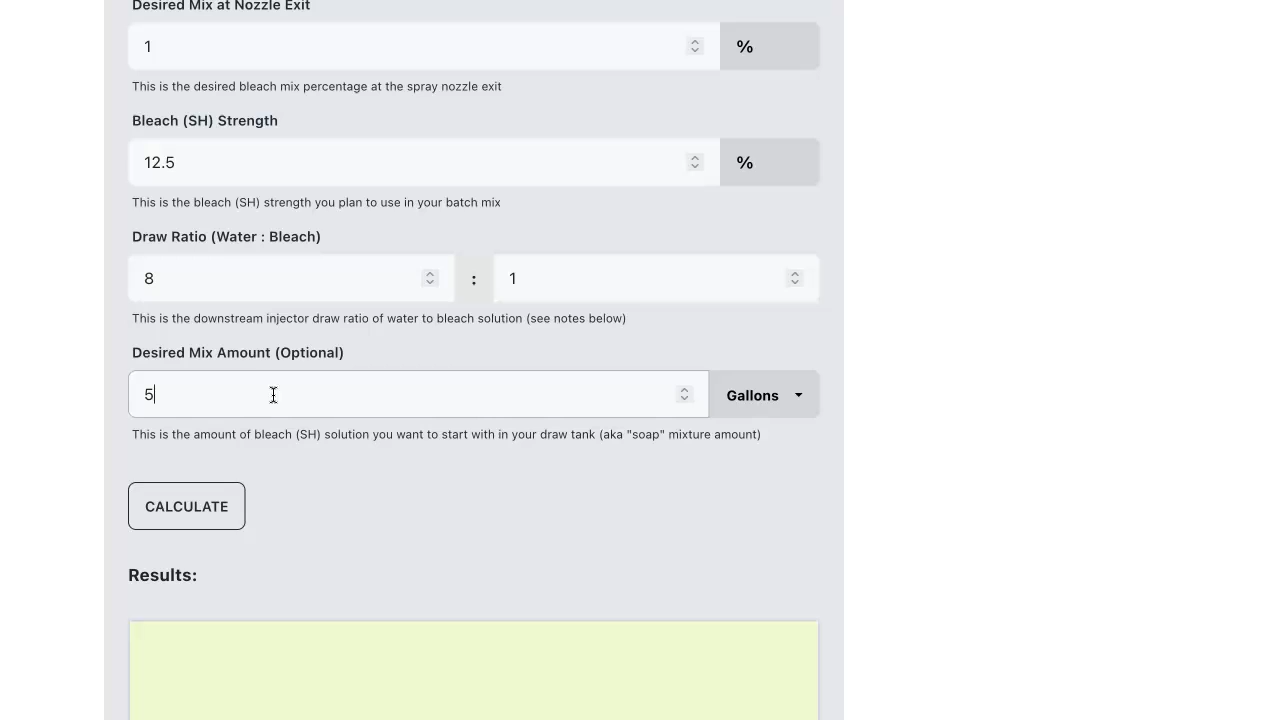 Desired Mix at Nozzle Exit
1 %
This is the desired bleach mix percentage at the spray nozzle exit
Bleach (SH) Strength
12.5 %
This is the bleach (SH) strength you plan to use in your batch mix
Draw Ratio (Water : Bleach)
8 : 1
This is the downstream injector draw ratio of water to bleach solution (see notes below)
Desired Mix Amount (Optional)
5 Gallons
This is the amount of bleach (SH) solution you want to start with in your draw tank (aka "soap" mixture amount)
CALCULATE
Results: